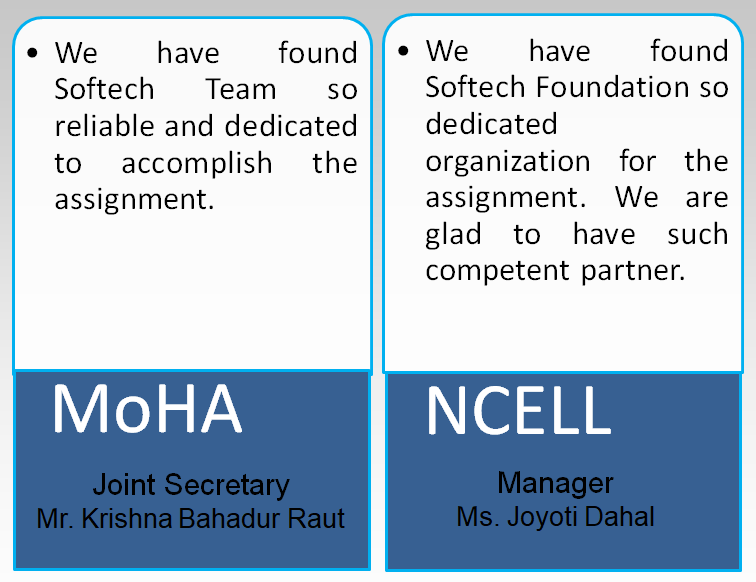 • We have found
Softech Team so
reliable and dedicated
to accomplish the
assignment.
MoHA
Joint Secretary
Mr. Krishna Bahadur Raut
• We have found
Softech Foundation so
dedicated
organization for the
assignment. We are
glad to have such
competent partner.
NCELL
Manager
Ms. Joyoti Dahal